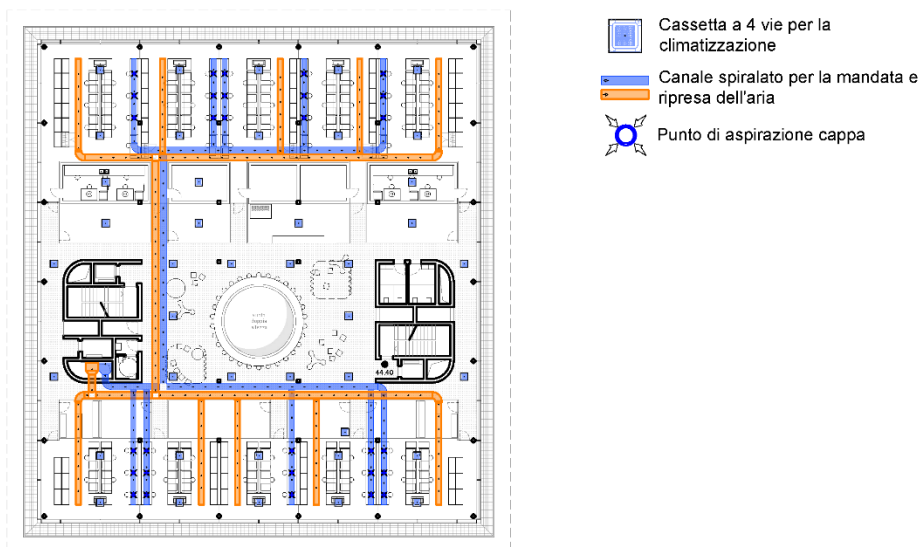 Cassetta a 4 vie per la
climatizzazione
Canale spiralato per la mandata e
ripresa dell'aria
Punto di aspirazione cappa
44.40